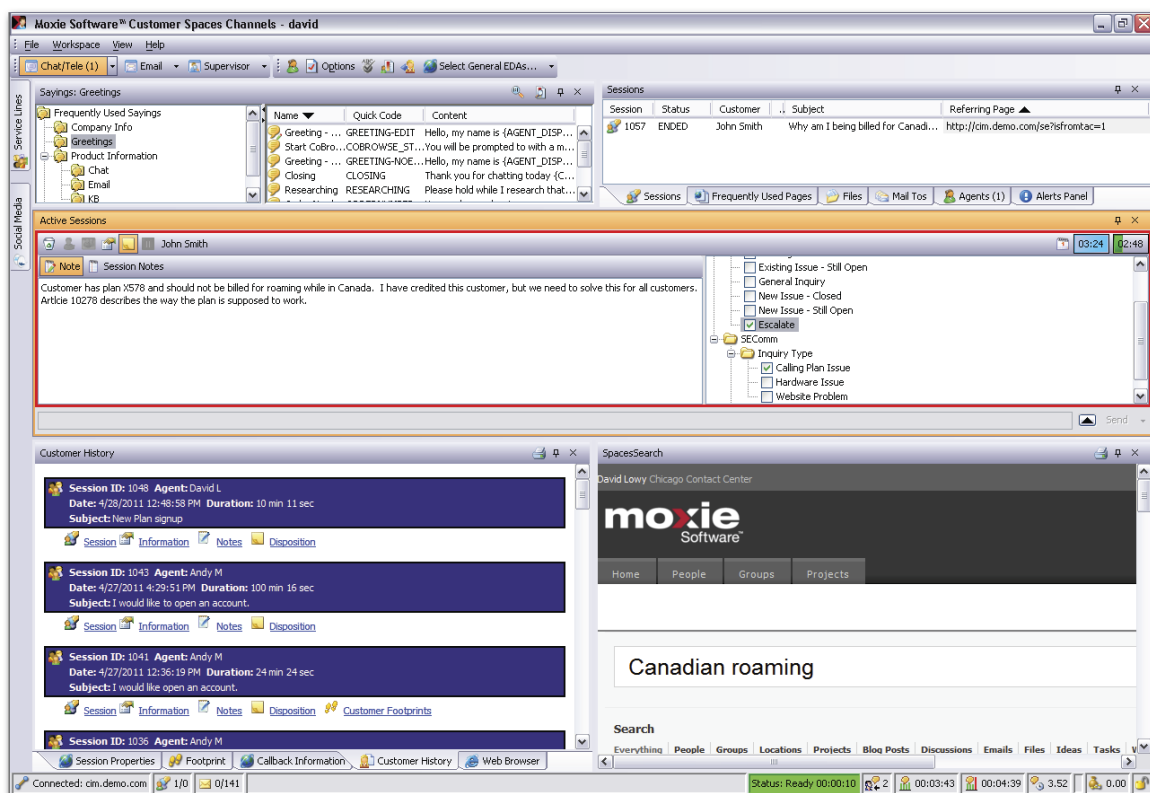 Moxie Software™ Customer Spaces Channels - david
File Workspace View Help
Chat/Tele (1) Email Supervisor Options Select General EDAs...
Service Lines
Social Media
Sayings: Greetings
Frequently Used Sayings
Company Info
Greetings
Product Information
Chat
Email
KB
Name Quick Code Content
Greeting - ... GREETING-EDIT Hello, my name is {AGENT_DISP...
Start CoBro... COBROWSE_ST... You will be prompted with a m...
Greeting - ... GREETING-NOE... Hello, my name is {AGENT_DISP...
Closing CLOSING Thank you for chatting today {C...
Researching RESEARCHING Please hold while I research that...
Sessions
Session Status Customer .. Subject Referring Page
1057 ENDED John Smith Why am I being billed for Canadi... http://cim.demo.com/se?isfromtac=1
Sessions Frequently Used Pages Files Mail Tos Agents (1) Alerts Panel
Active Sessions
John Smith 03:24 02:48
Note Session Notes
Customer has plan X578 and should not be billed for roaming while in Canada. I have credited this customer, but we need to solve this for all customers.
Artlcie 10278 describes the way the plan is supposed to work.
Existing Issue - Still Open
General Inquiry
New Issue - Closed
New Issue - Still Open
Escalate
SEComm
Inquiry Type
Calling Plan Issue
Hardware Issue
Website Problem
Send
Customer History
Session ID: 1048 Agent: David L
Date: 4/28/2011 12:48:58 PM Duration: 10 min 11 sec
Subject: New Plan signup
Session Information Notes Disposition
Session ID: 1043 Agent: Andy M
Date: 4/27/2011 4:29:51 PM Duration: 100 min 16 sec
Subject: I would like to open an account.
Session Information Notes Disposition
Session ID: 1041 Agent: Andy M
Date: 4/27/2011 12:36:19 PM Duration: 24 min 24 sec
Subject: I would like open an account.
Session Information Notes Disposition Customer Footprints
Session ID: 1036 Agent: Andy M
Session Properties Footprint Callback Information Customer History Web Browser
SpacesSearch
David Lowy Chicago Contact Center
moxie
Software™
Home People Groups Projects
Canadian roaming
Search
Everything People Groups Locations Projects Blog Posts Discussions Emails Files Ideas Tasks
Connected: cim.demo.com 1/0 0/141 Status: Ready 00:00:10 2 00:03:43 00:04:39 3.52 0.00